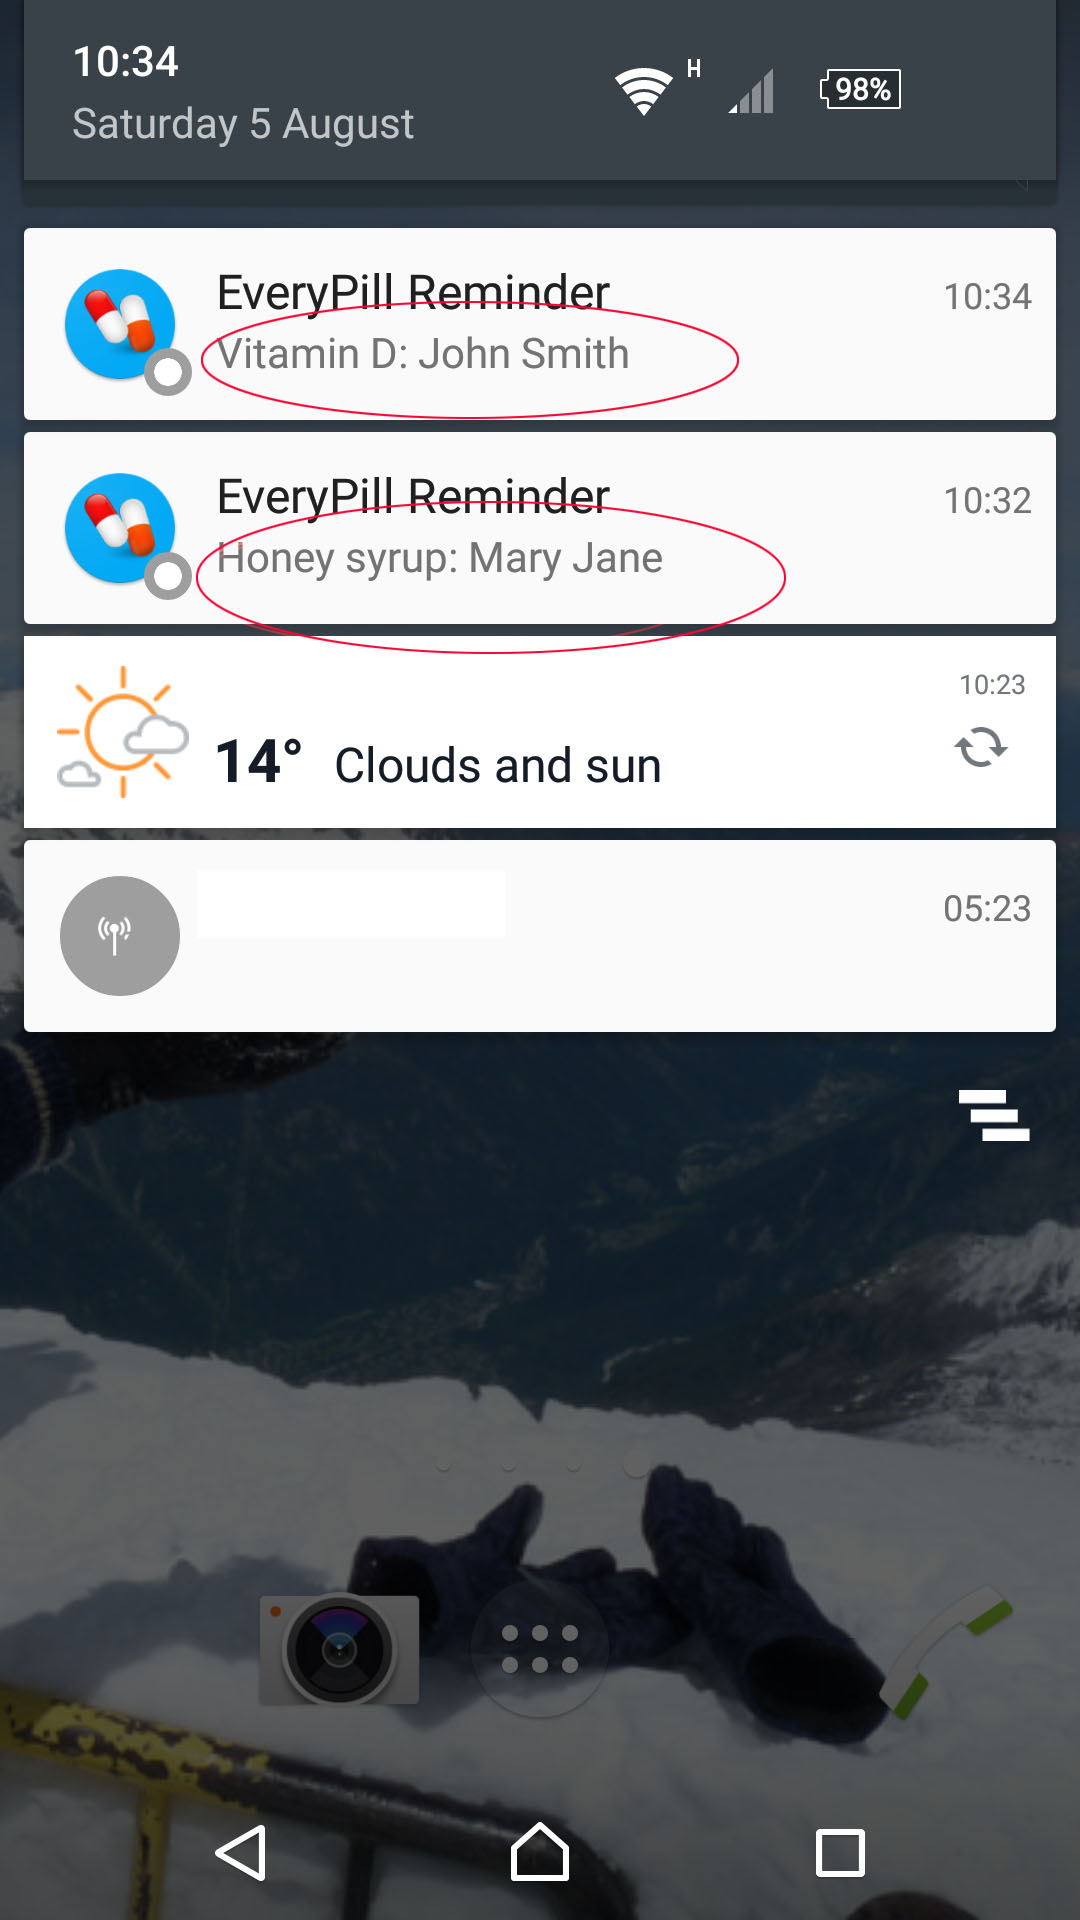 10:34
H
98%
Saturday 5 August
EveryPill Reminder
10:34
Vitamin D: John Smith
EveryPill Reminder
10:32
Honey syrup: Mary Jane
10:23
14° Clouds and sun
05:23